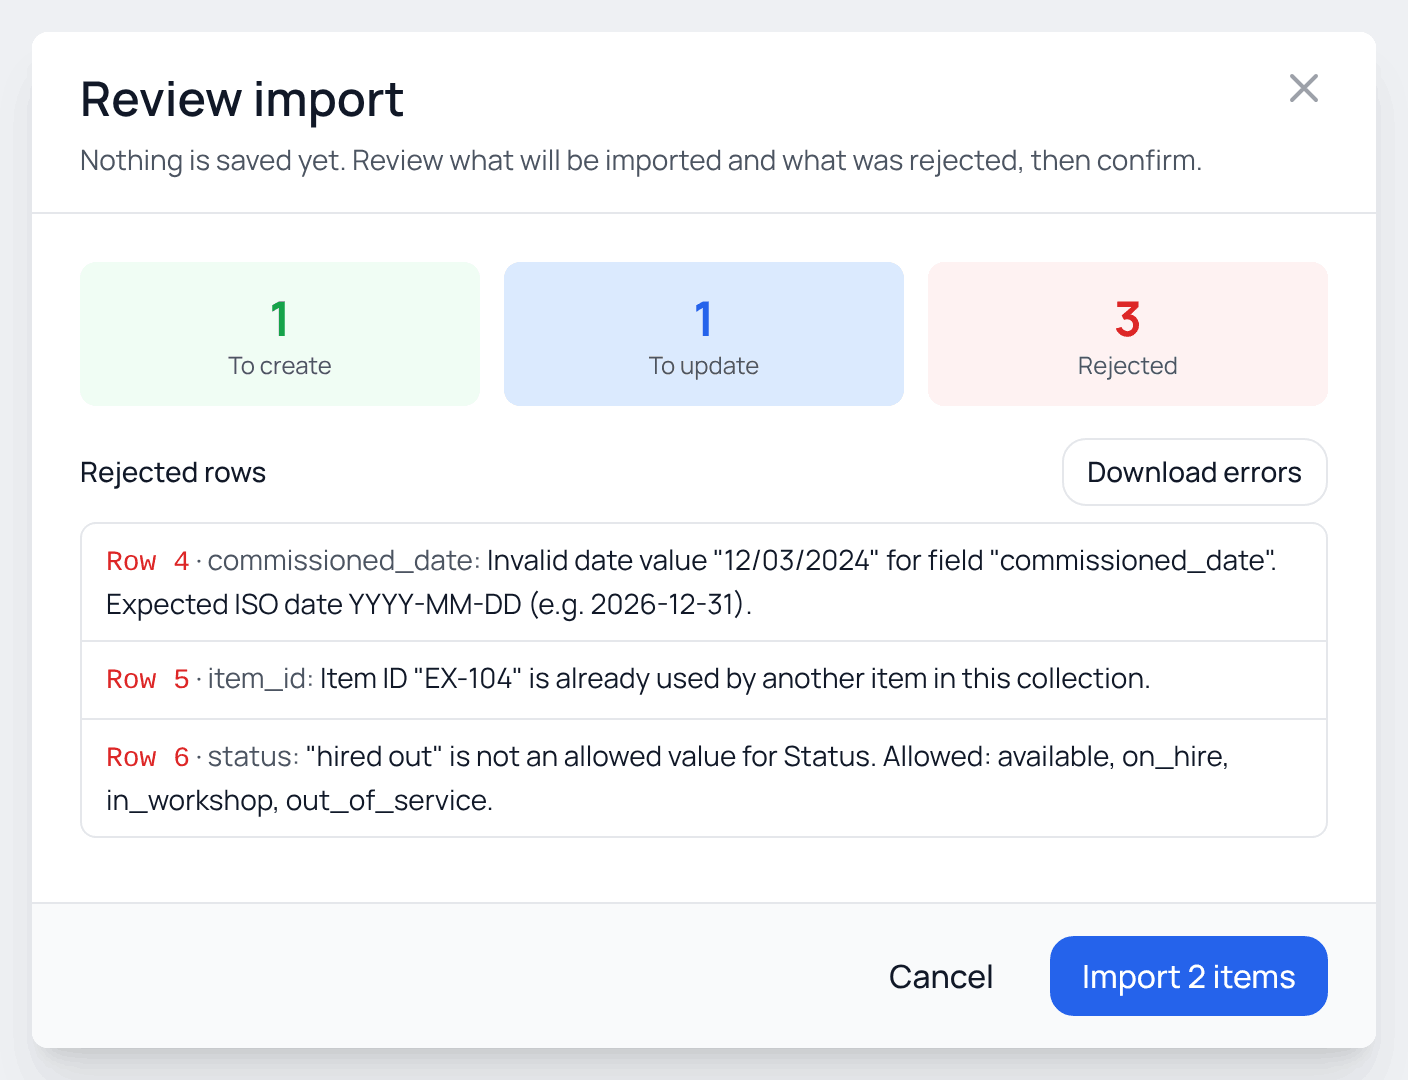 Review import
Nothing is saved yet. Review what will be imported and what was rejected, then confirm.
1
To create
1
To update
3
Rejected
Rejected rows
Download errors
Row 4 · commissioned_date: Invalid date value "12/03/2024" for field "commissioned_date".
Expected ISO date YYYY-MM-DD (e.g. 2026-12-31).
Row 5 · item_id: Item ID "EX-104" is already used by another item in this collection.
Row 6 · status: "hired out" is not an allowed value for Status. Allowed: available, on_hire,
in_workshop, out_of_service.
Cancel
Import 2 items